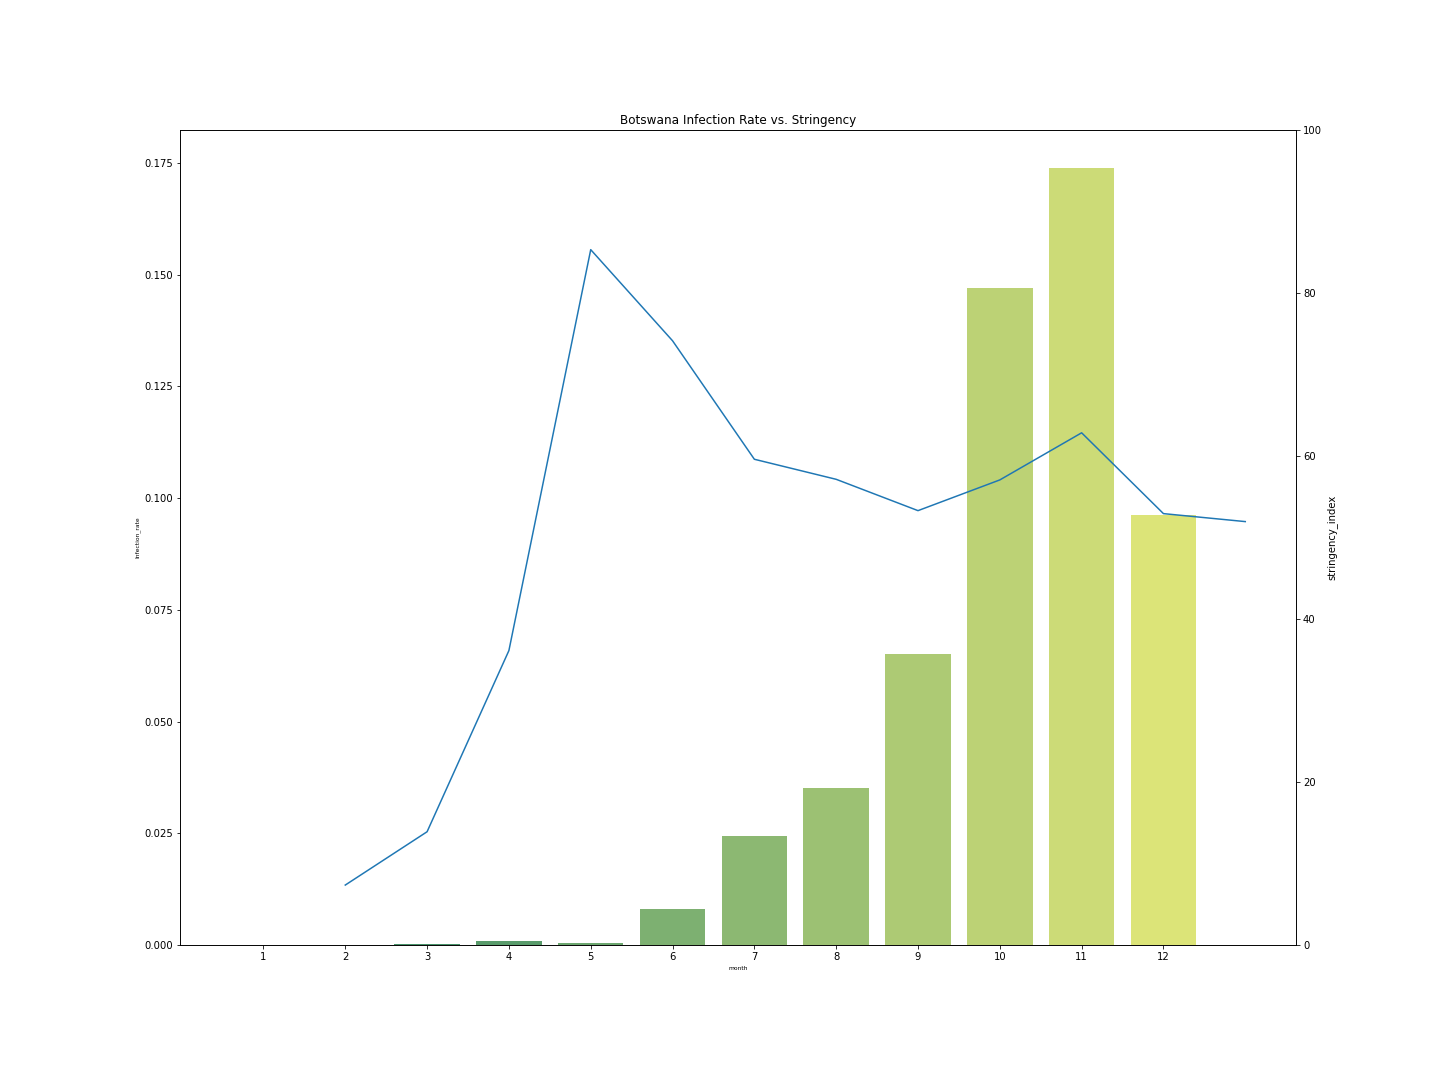 Botswana Infection Rate vs. Stringency
0.175
0.150
0.125
0.100
0.075
0.050
0.025
0.000
Infection_rate
1 2 3 4 5 6 7 8 9 10 11 12
month
100
80
60
40
20
0
stringency_index